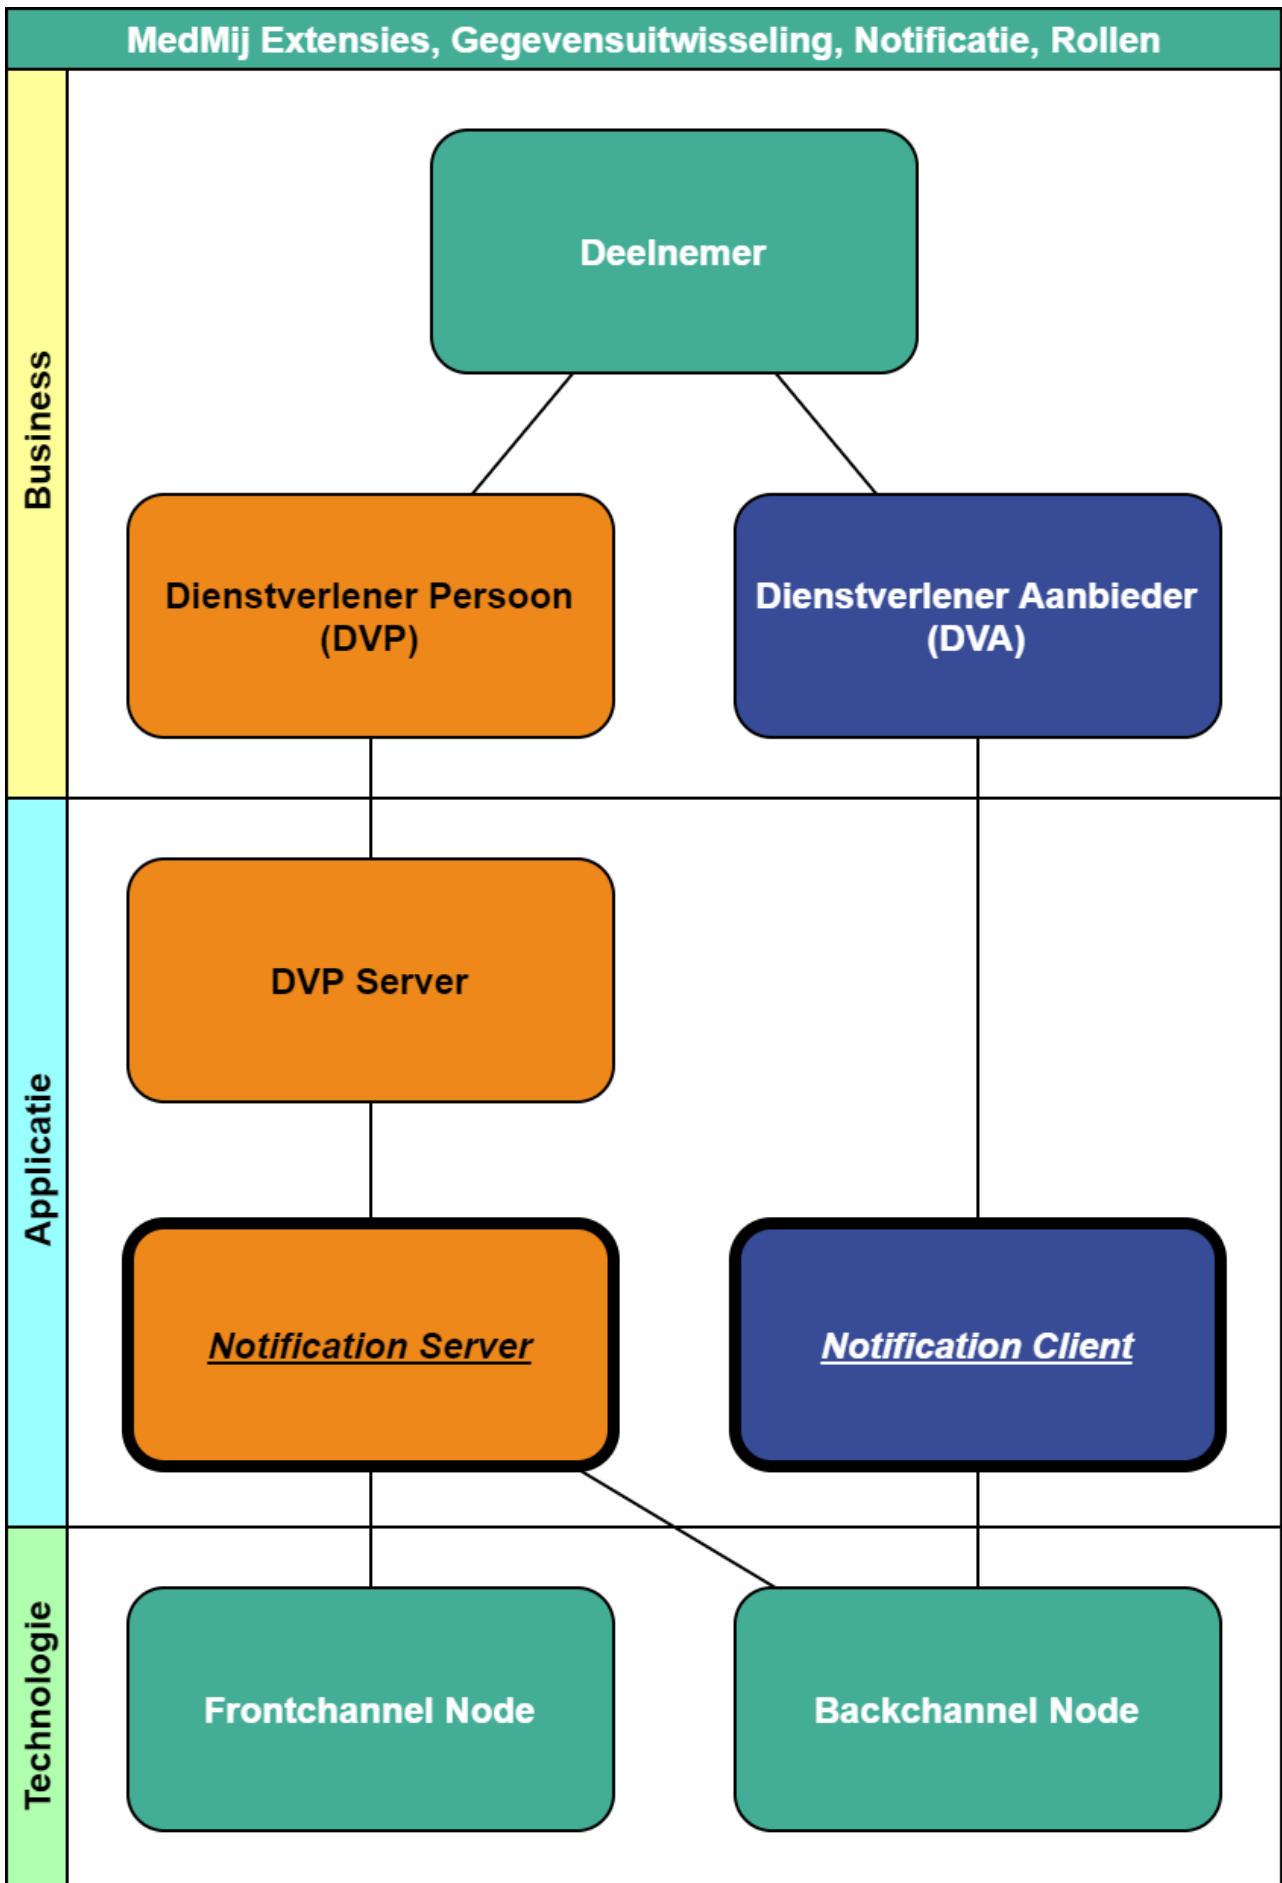 MedMij Extensies, Gegevensuitwisseling, Notificatie, Rollen
Business
Deelnemer
Dienstverlener Persoon
(DVP)
Dienstverlener Aanbieder
(DVA)
Applicatie
DVP Server
Notification Server
Notification Client
Technologie
Frontchannel Node
Backchannel Node